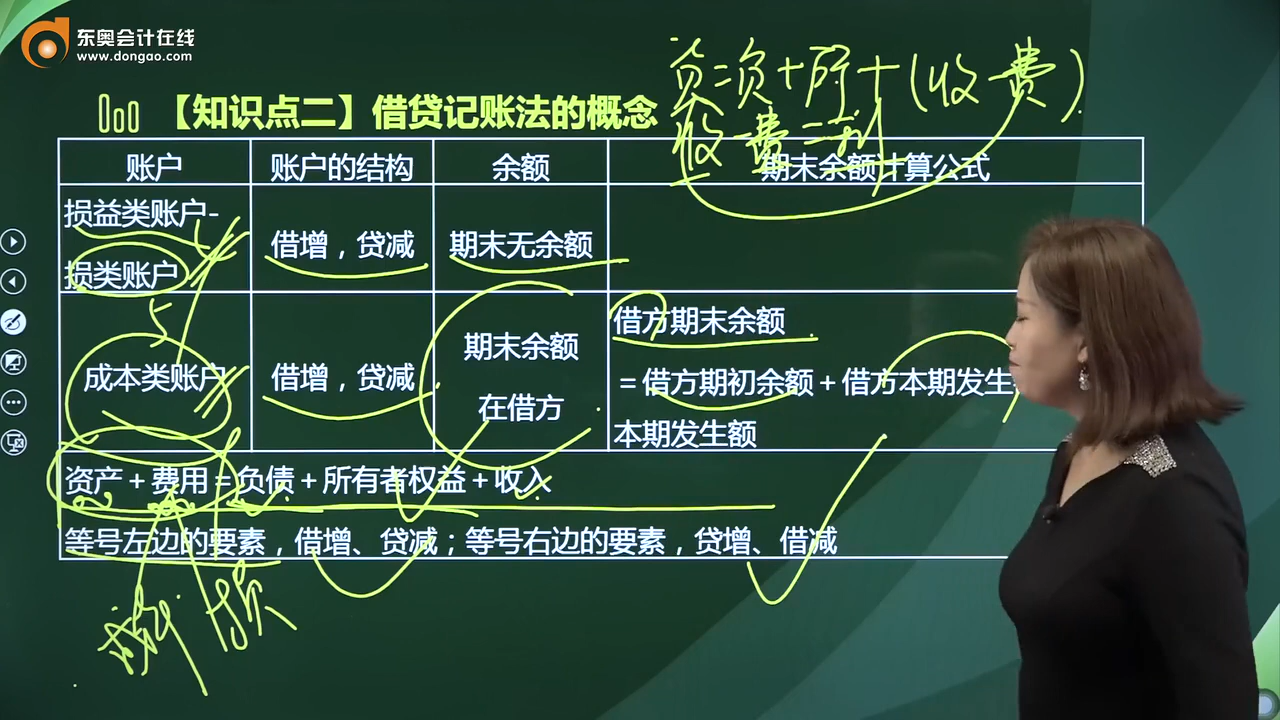 东奥会计在线
www.dongao.com
【知识点二】借贷记账法的概念
负+所+(收-费)
收-费=利
账户
账户的结构
余额
期末余额计算公式
损益类账户-
损类账户
借增，贷减
期末无余额
成本类账户
借增，贷减
期末余额
在借方
借方期末余额
=借方期初余额+借方本期发生
本期发生额
资产+费用=负债+所有者权益+收入
等号左边的要素，借增、贷减；等号右边的要素，贷增、借减
损